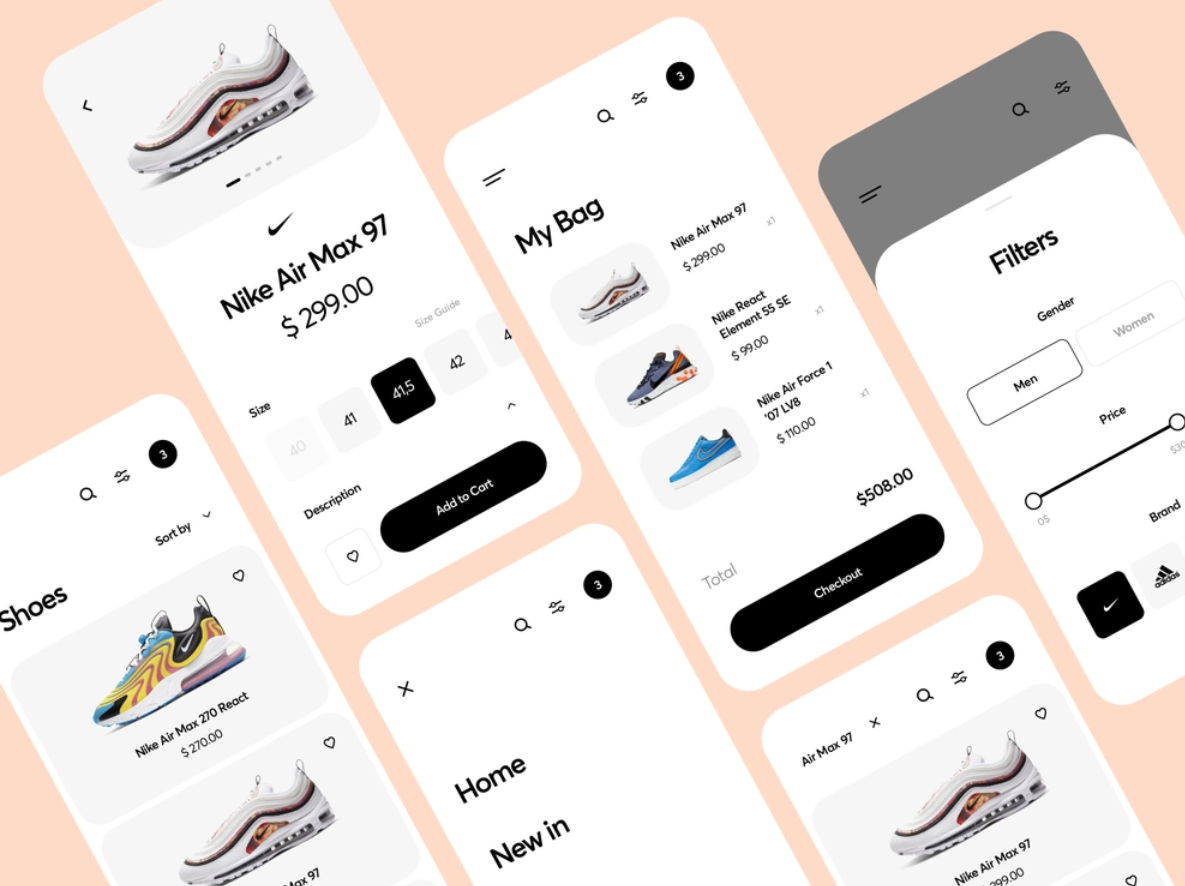 Nike Air Max 97
$ 299.00
Size Guide
Size
40
41
41,5
42
4
Description
Add to Cart
3
My Bag
Nike Air Max 97
$ 299.00
x1
Nike React
Element 55 SE
$ 99.00
x1
Nike Air Force 1
'07 LV8
$ 110.00
x1
Total
$508.00
Checkout
Filters
Gender
Men
Women
Price
0$
$30
Brand
adidas
3
Sort by
Shoes
Nike Air Max 270 React
$ 270.00
Max 97
3
Home
New in
3
Air Max 97
Nike Air Max 97
299.00